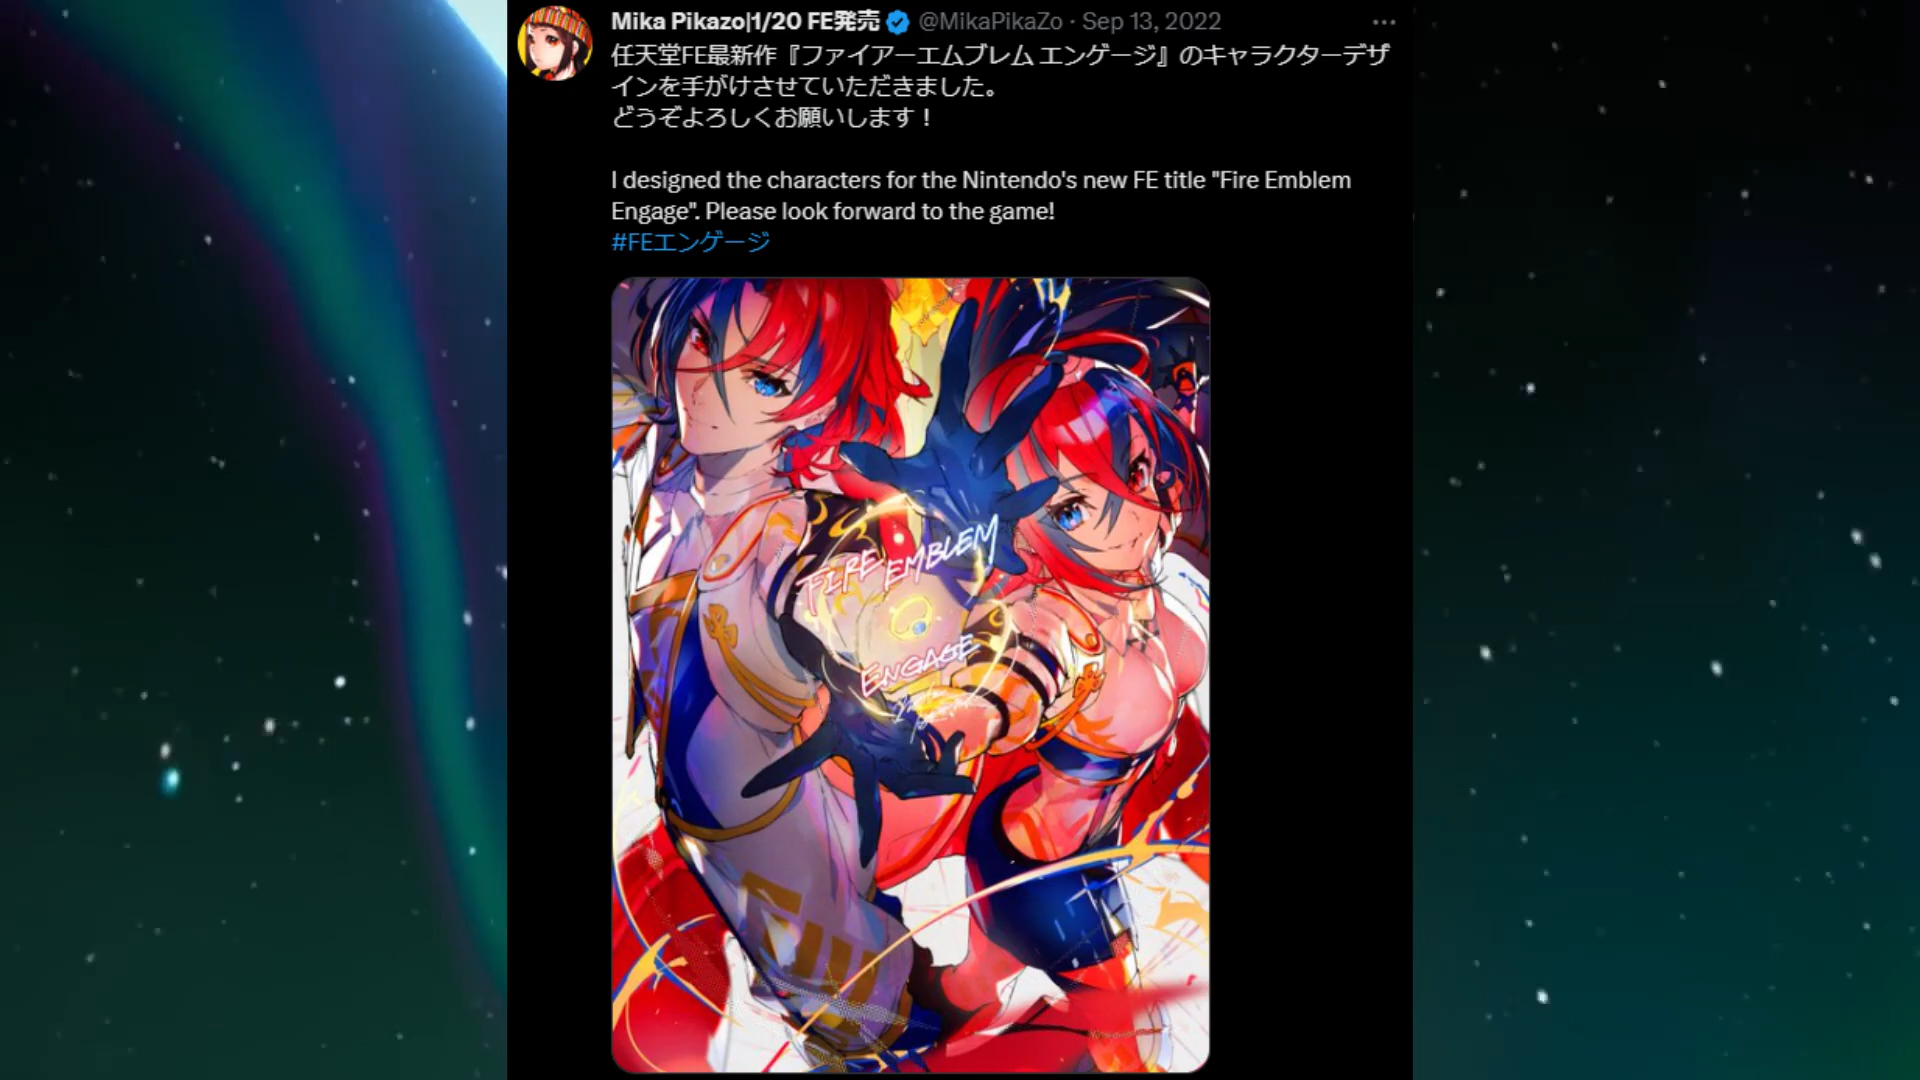 Mika Pikazo|1/20 FE発売 @MikaPikaZo · Sep 13, 2022
任天堂FE最新作『ファイアーエムブレム エンゲージ』のキャラクターデザ
インを手がけさせていただきました。
どうぞよろしくお願いします！
I designed the characters for the Nintendo's new FE title "Fire Emblem
Engage". Please look forward to the game!
#FEエンゲージ
FIRE EMBLEM
ENGAGE